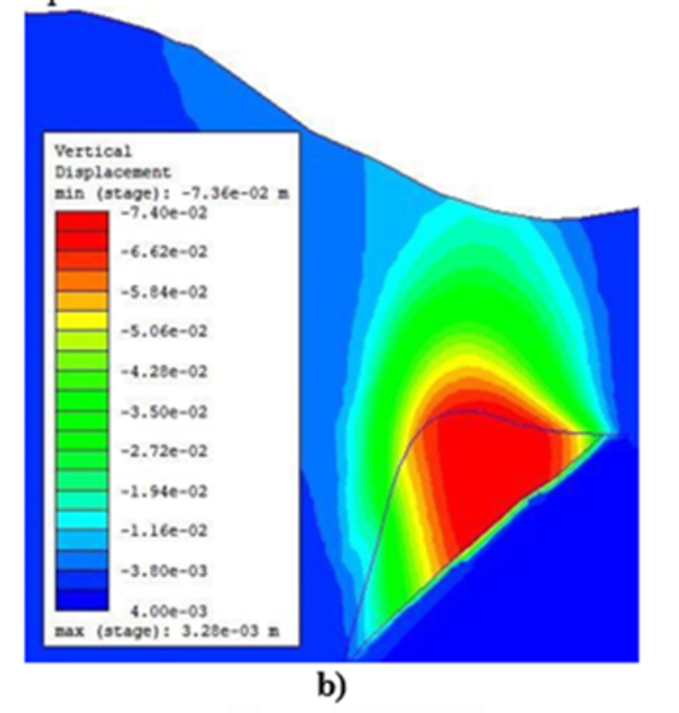 Vertical
Displacement
min (stage): -7.36e-02 m
-7.40e-02
-6.62e-02
-5.84e-02
-5.06e-02
-4.28e-02
-3.50e-02
-2.72e-02
-1.94e-02
-1.16e-02
-3.80e-03
4.00e-03
max (stage): 3.28e-03 m
b)